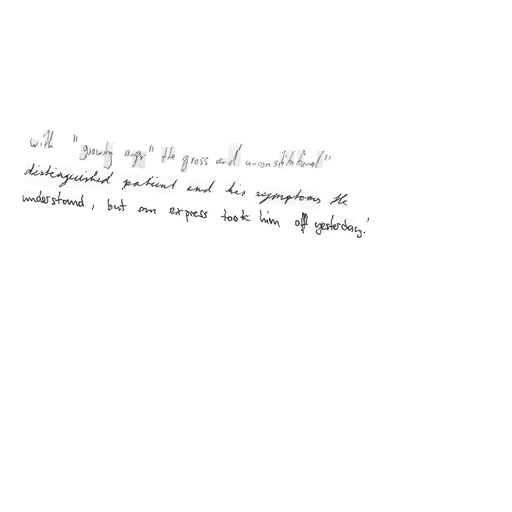 with "growing anger" the gross and unconstitutional"
distinguished patient and his symptoms the
understand, but an express took him off yesterday.'